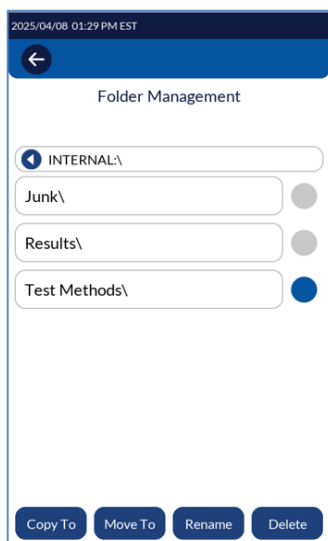 2025/04/08 01:29 PM EST
Folder Management
INTERNAL:\
Junk\
Results\
Test Methods\
Copy To Move To Rename Delete